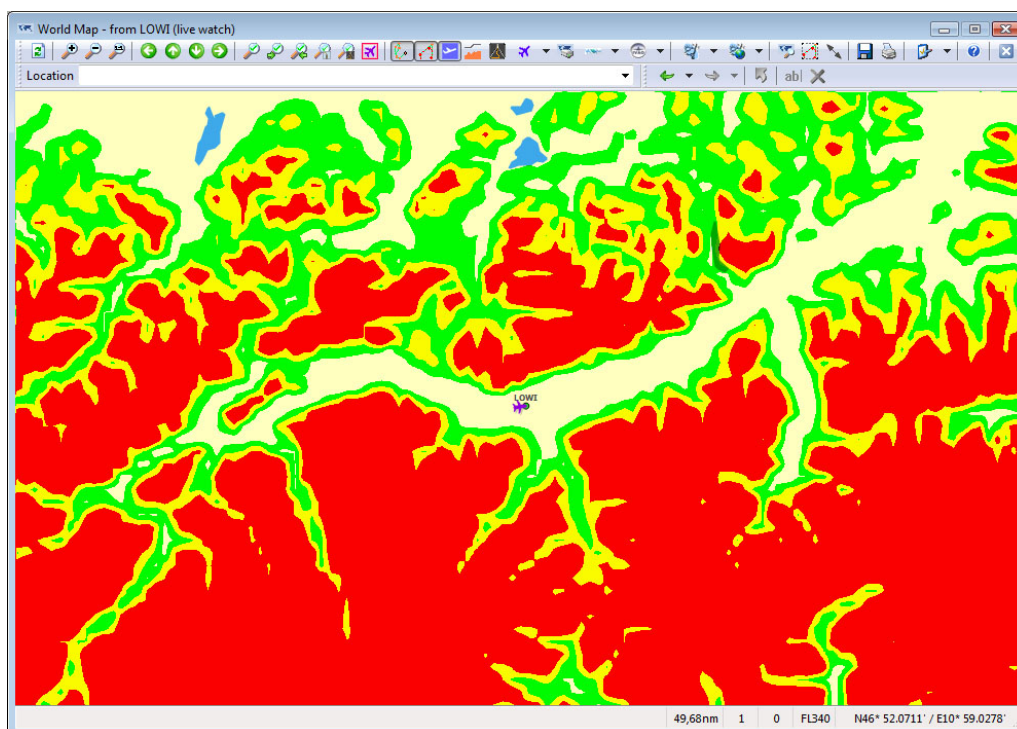 World Map - from LOWI (live watch)
Location
ab|
LOWI
49,68nm 1 0 FL340 N46* 52.0711' / E10* 59.0278'